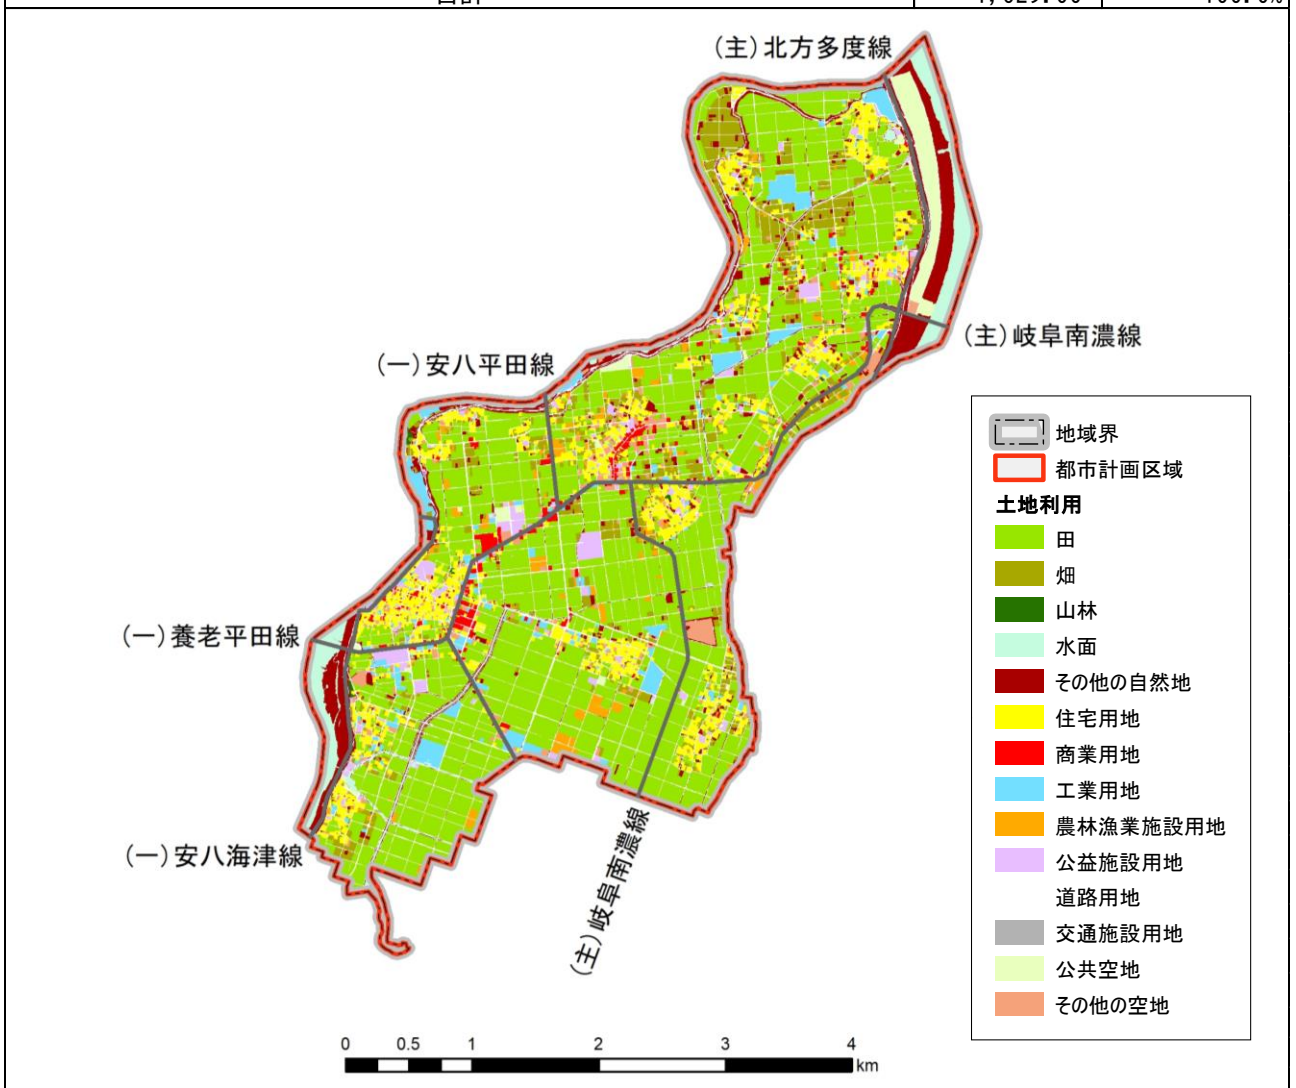 (主)北方多度線
(主)岐阜南濃線
(一)安八平田線
(一)養老平田線
(一)安八海津線
(主)岐阜南濃線
地域界
都市計画区域
土地利用
田
畑
山林
水面
その他の自然地
住宅用地
商業用地
工業用地
農林漁業施設用地
公益施設用地
道路用地
交通施設用地
公共空地
その他の空地
0 0.5 1 2 3 4
km